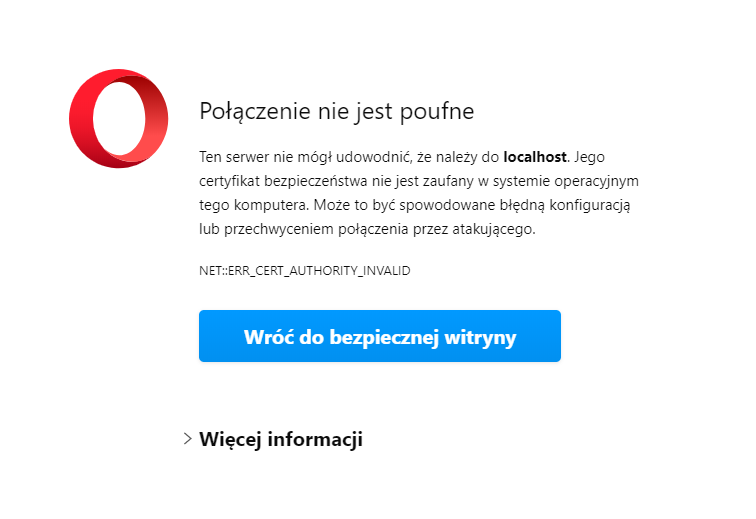 Połączenie nie jest poufne
Ten serwer nie mógł udowodnić, że należy do localhost. Jego
certyfikat bezpieczeństwa nie jest zaufany w systemie operacyjnym
tego komputera. Może to być spowodowane błędną konfiguracją
lub przechwyceniem połączenia przez atakującego.
NET::ERR_CERT_AUTHORITY_INVALID
Wróć do bezpiecznej witryny
Więcej informacji